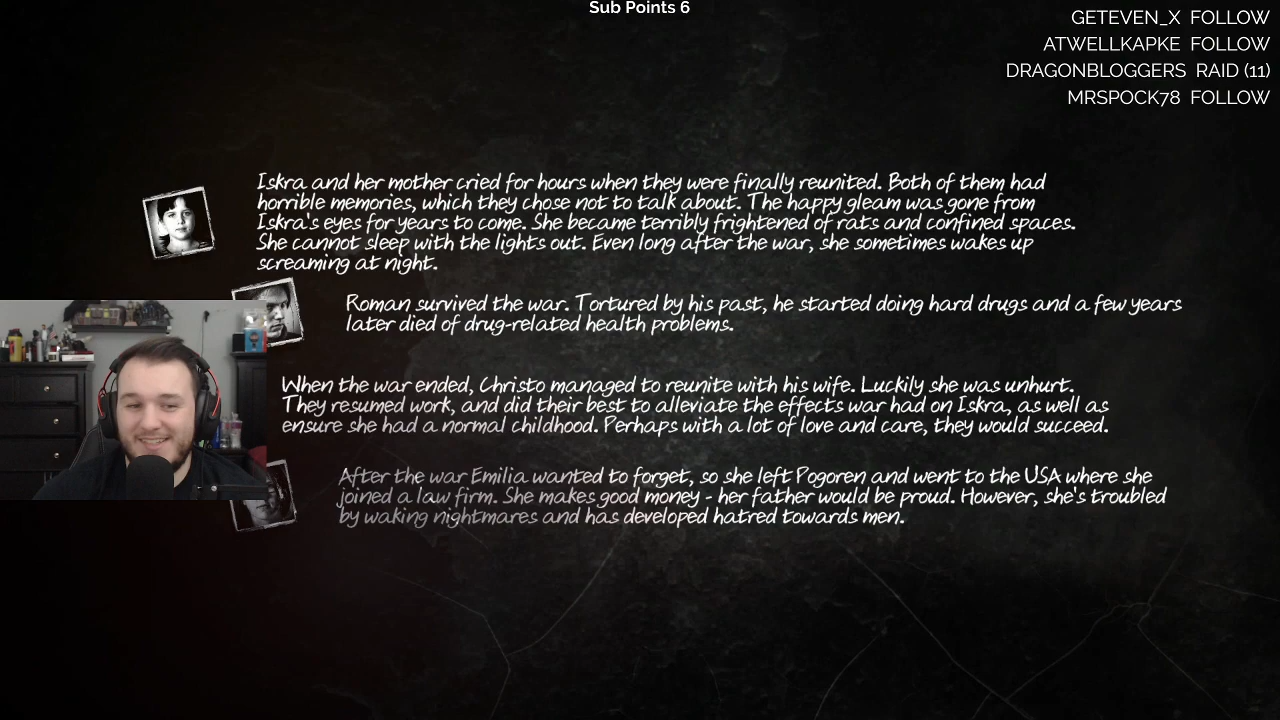 Sub Points 6
GETEVEN_X FOLLOW
ATWELLKAPKE FOLLOW
DRAGONBLOGGERS RAID (11)
MRSPOCK78 FOLLOW
Iskra and her mother cried for hours when they were finally reunited. Both of them had
horrible memories, which they chose not to talk about. The happy gleam was gone from
Iskra's eyes for years to come. She became terribly frightened of rats and confined spaces.
She cannot sleep with the lights out. Even long after the war, she sometimes wakes up
screaming at night.
Roman survived the war. Tortured by his past, he started doing hard drugs and a few years
later died of drug-related health problems.
When the war ended, Christo managed to reunite with his wife. Luckily she was unhurt.
They resumed work, and did their best to alleviate the effects war had on Iskra, as well as
ensure she had a normal childhood. Perhaps with a lot of love and care, they would succeed.
After the war Emilia wanted to forget, so she left Pogoren and went to the USA where she
joined a law firm. She makes good money - her father would be proud. However, she's troubled
by waking nightmares and has developed hatred towards men.